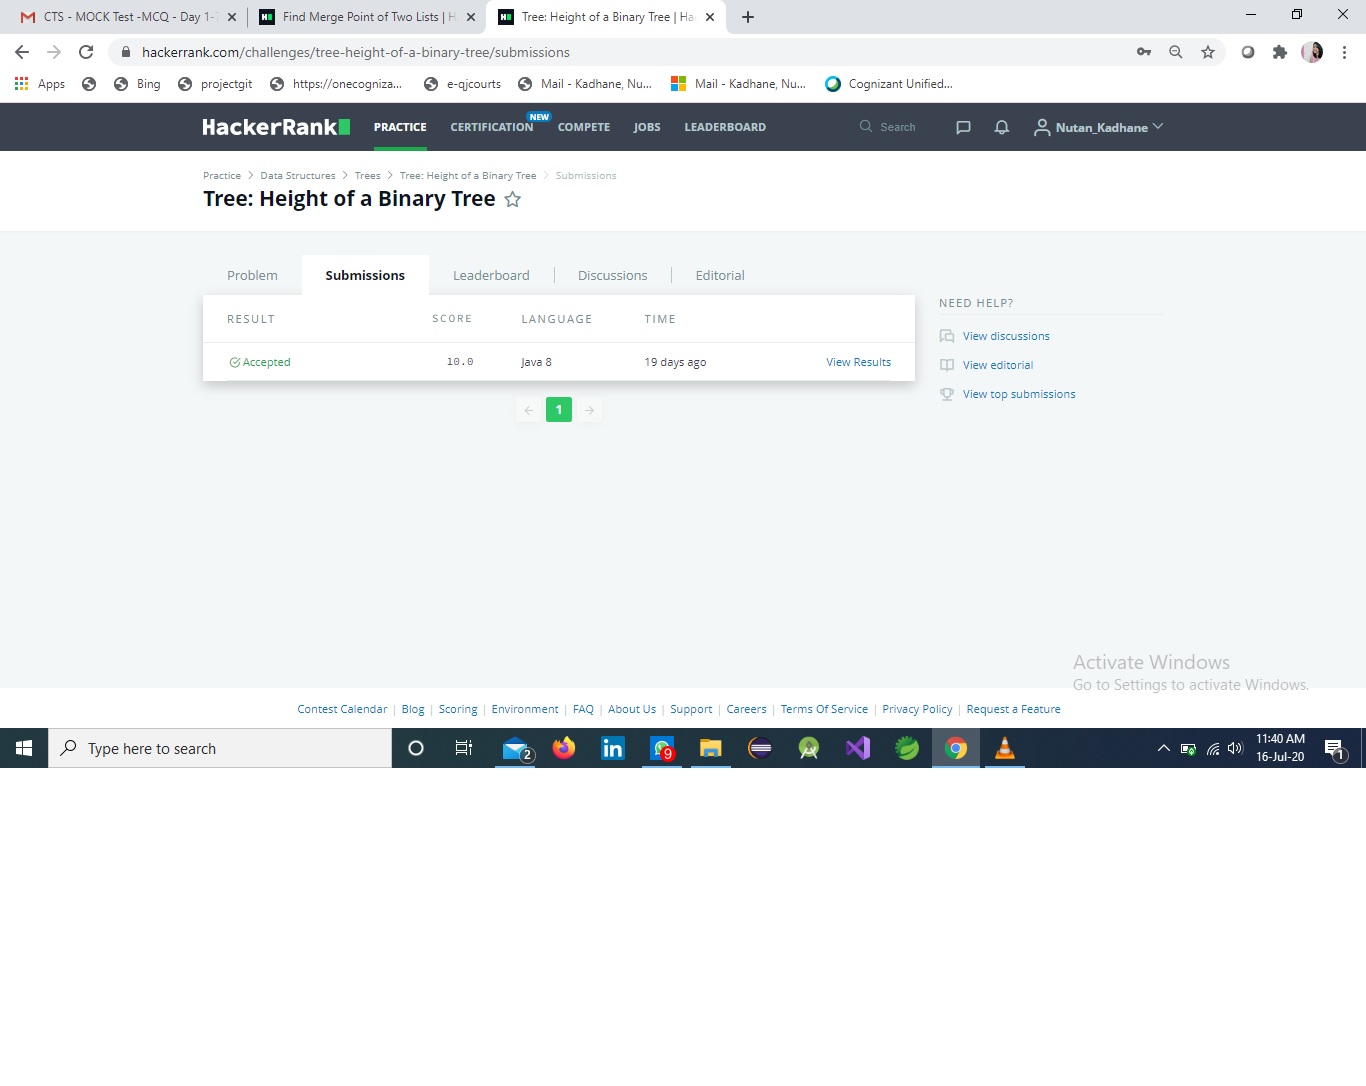 CTS - MOCK Test -MCQ - Day 1-
Find Merge Point of Two Lists | H
Tree: Height of a Binary Tree | Ha
hackerrank.com/challenges/tree-height-of-a-binary-tree/submissions
Apps Bing projectgit https://onecogniza... e-qjcourts Mail - Kadhane, Nu... Mail - Kadhane, Nu... Cognizant Unified...
HackerRank PRACTICE CERTIFICATION NEW COMPETE JOBS LEADERBOARD Search Nutan_Kadhane
Practice > Data Structures > Trees > Tree: Height of a Binary Tree > Submissions
Tree: Height of a Binary Tree
Problem Submissions Leaderboard Discussions Editorial
RESULT SCORE LANGUAGE TIME
Accepted 10.0 Java 8 19 days ago View Results
← 1 →
NEED HELP?
View discussions
View editorial
View top submissions
Activate Windows
Go to Settings to activate Windows.
Contest Calendar | Blog | Scoring | Environment | FAQ | About Us | Support | Careers | Terms Of Service | Privacy Policy | Request a Feature
Type here to search 2 in 9 11:40 AM
16-Jul-20 1